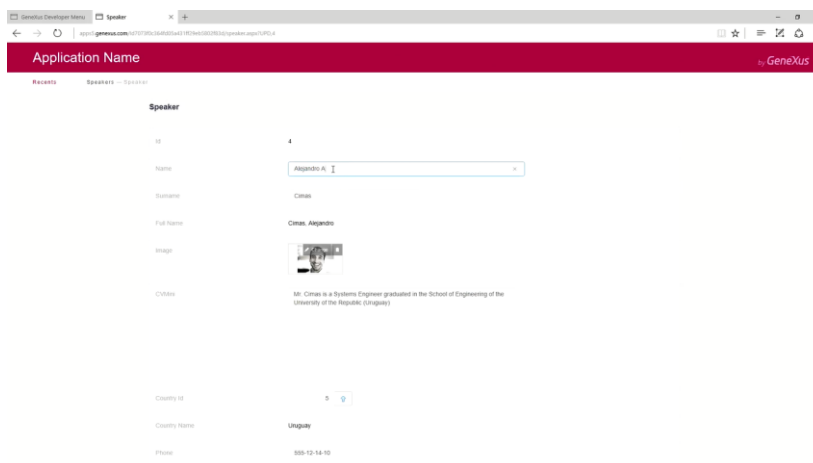 GeneXus Developer Menu
Speaker
Application Name
by GeneXus
Recents Speakers — Speaker
Speaker
Id 4
Name Alejandro A
Surname Cimas
Full Name Cimas, Alejandro
Image
CVMini Mr. Cimas is a Systems Engineer graduated in the School of Engineering of the
University of the Republic (Uruguay)
Country Id 5
Country Name Uruguay
Phone 555-12-14-10